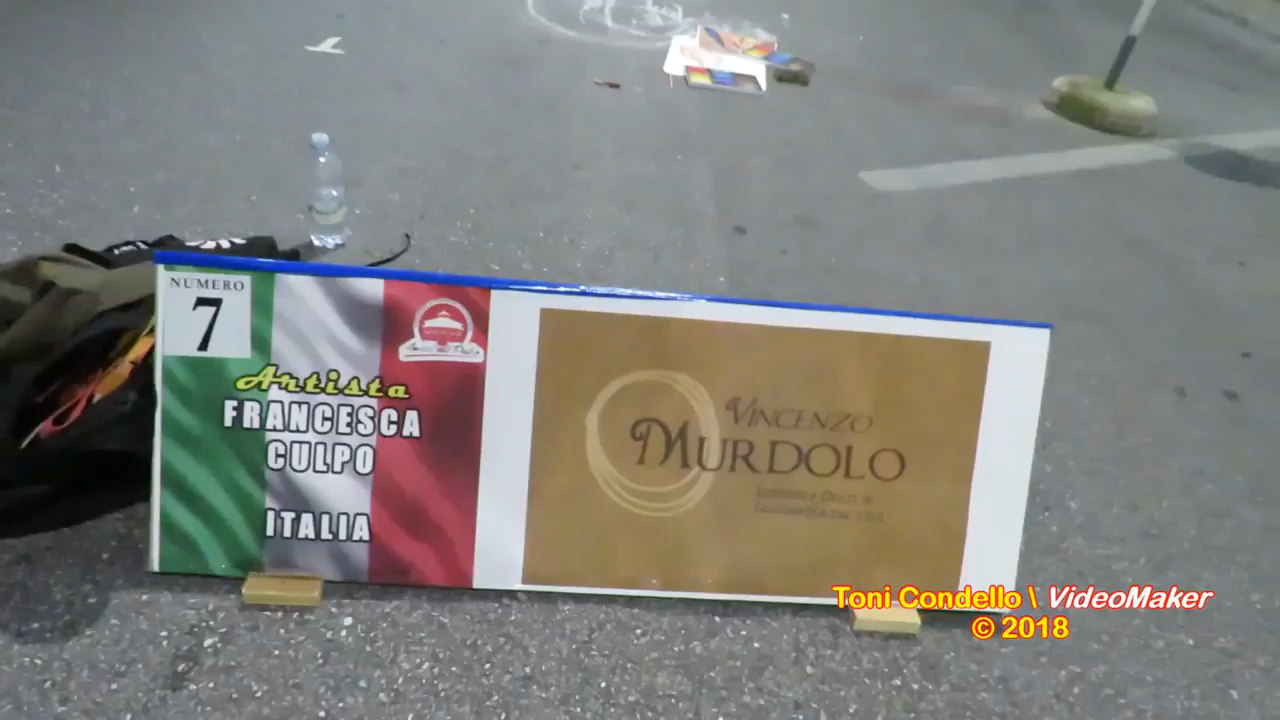 NUMERO
7
Artista
FRANCESCA
CULPO
ITALIA
VINCENZO
MURDOLO
Toni Condello \ VideoMaker
© 2018